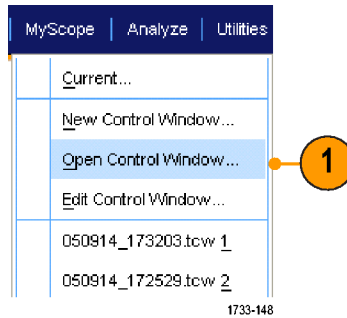 MyScope | Analyze | Utilities
Current...
New Control Window...
Open Control Window...
1
Edit Control Window...
050914_173203.tcw 1
050914_172529.tcw 2
1733-148